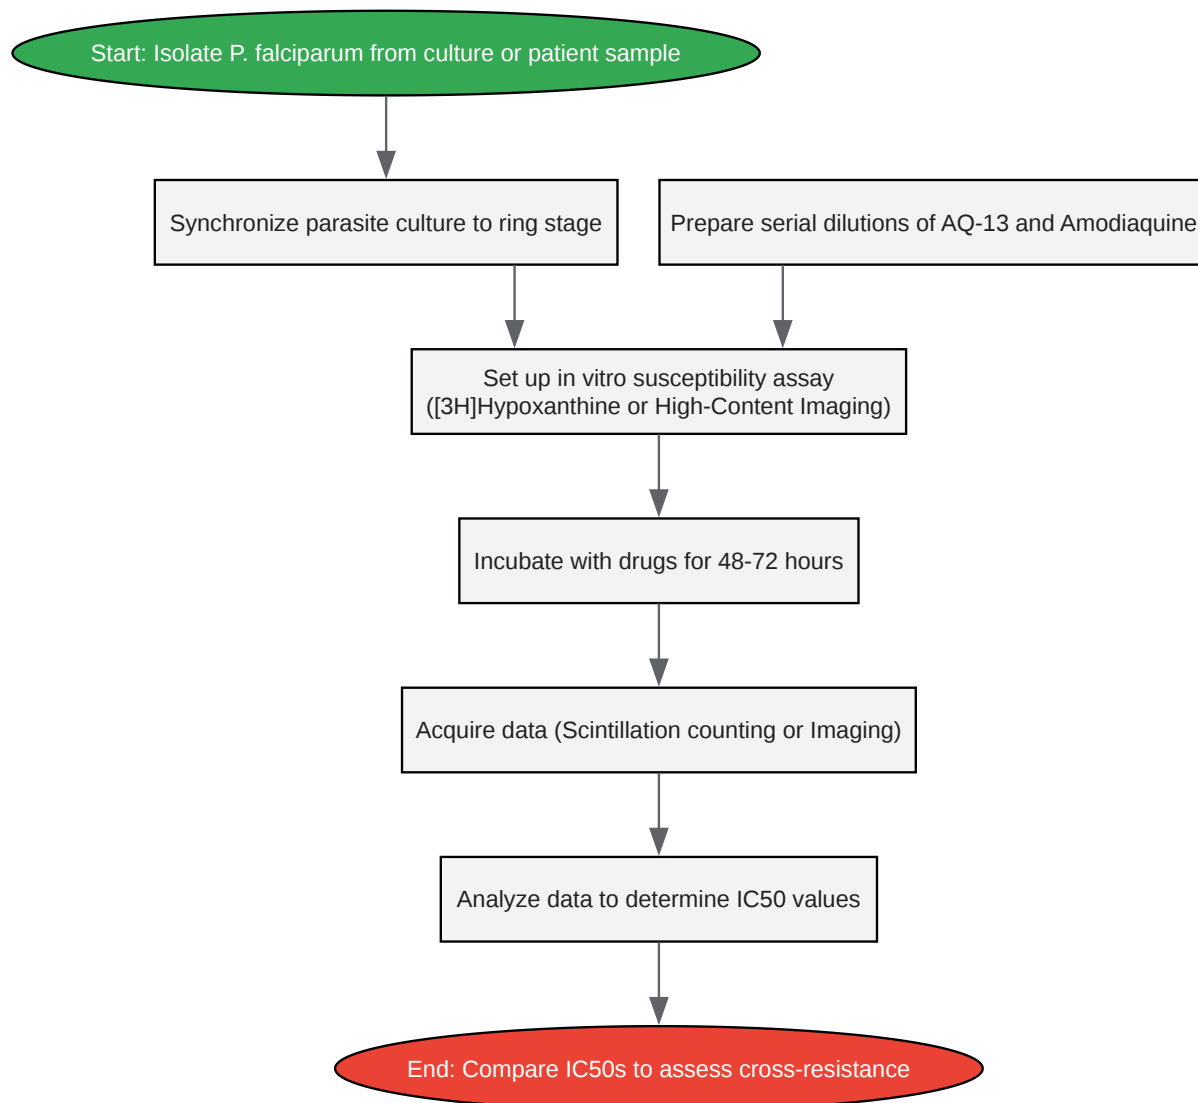 Start: Isolate P. falciparum from culture or patient sample
Synchronize parasite culture to ring stage
Prepare serial dilutions of AQ-13 and Amodiaquine
Set up in vitro susceptibility assay
([3H]Hypoxanthine or High-Content Imaging)
Incubate with drugs for 48-72 hours
Acquire data (Scintillation counting or Imaging)
Analyze data to determine IC50 values
End: Compare IC50s to assess cross-resistance